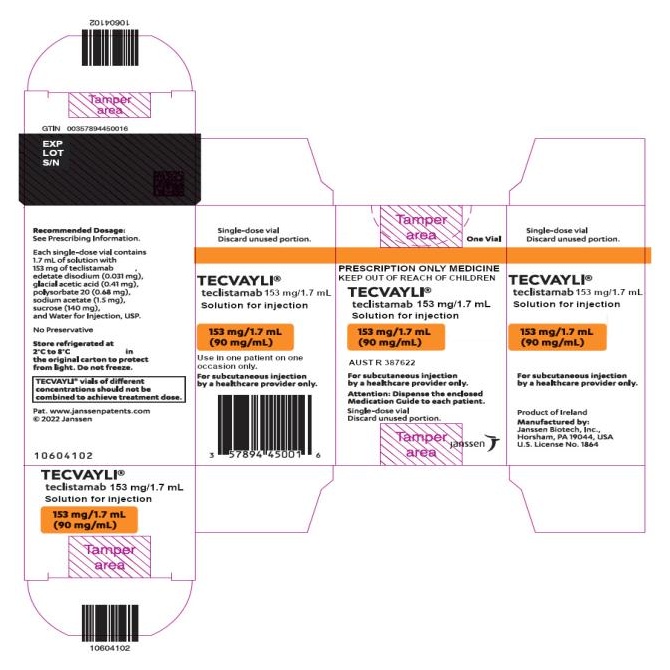 10604102
Tamper
area
GTIN 00357894450016
EXP
LOT
S/N
Recommended Dosage:
See Prescribing Information.
Each single-dose vial contains
1.7 mL of solution with
153 mg of teclistamab ,
edetate disodium (0.031 mg),
glacial acetic acid (0.41 mg),
polysorbate 20 (0.68 mg),
sodium acetate (1.5 mg),
sucrose (140 mg),
and Water for Injection, USP.
No Preservative
Store refrigerated at
2°C to 8°C in
the original carton to protect
from light. Do not freeze.
TECVAYLI® vials of different
concentrations should not be
combined to achieve treatment dose.
Pat. www.janssenpatents.com
© 2022 Janssen
10604102
TECVAYLI®
teclistamab 153 mg/1.7 mL
Solution for injection
153 mg/1.7 mL
(90 mg/mL)
Tamper
area
10604102
Single-dose vial
Discard unused portion.
TECVAYLI®
teclistamab 153 mg/1.7 mL
Solution for injection
153 mg/1.7 mL
(90 mg/mL)
Use in one patient on one
occasion only.
For subcutaneous injection
by a healthcare provider only.
3 57894 45001 6
Tamper
area
One Vial
PRESCRIPTION ONLY MEDICINE
KEEP OUT OF REACH OF CHILDREN
TECVAYLI®
teclistamab 153 mg/1.7 mL
Solution for injection
153 mg/1.7 mL
(90 mg/mL)
AUST R 387622
For subcutaneous injection
by a healthcare provider only.
Attention: Dispense the enclosed
Medication Guide to each patient.
Single-dose vial
Discard unused portion.
Tamper
area
janssen
Single-dose vial
Discard unused portion.
TECVAYLI®
teclistamab 153 mg/1.7 mL
Solution for injection
153 mg/1.7 mL
(90 mg/mL)
For subcutaneous injection
by a healthcare provider only.
Product of Ireland
Manufactured by:
Janssen Biotech, Inc.,
Horsham, PA 19044, USA
U.S. License No. 1864